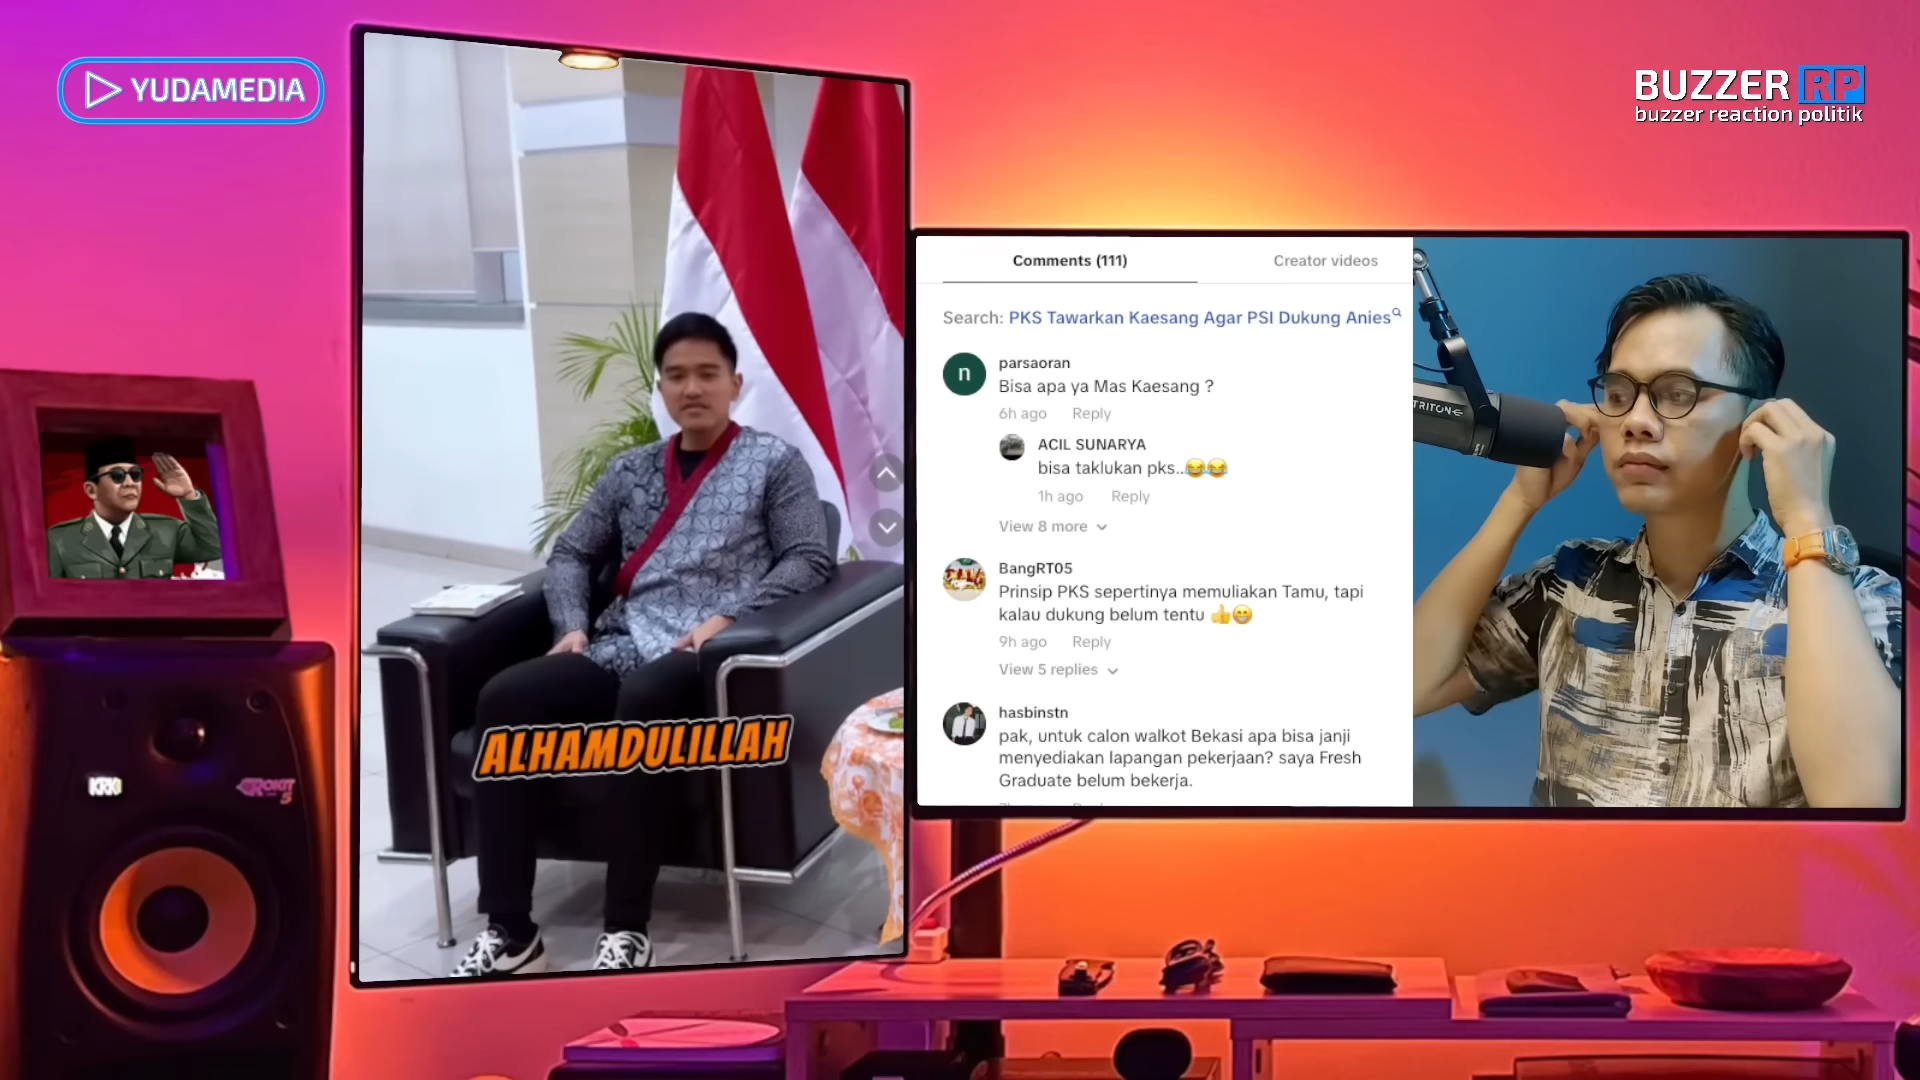 YUDAMEDIA
BUZZER RP
buzzer reaction politik
ALHAMDULILLAH
Comments (111)
Creator videos
Search: PKS Tawarkan Kaesang Agar PSI Dukung Anies
n
parsaoran
Bisa apa ya Mas Kaesang ?
6h ago Reply
ACIL SUNARYA
bisa taklukan pks..😂😂
1h ago Reply
View 8 more
BangRT05
Prinsip PKS sepertinya memuliakan Tamu, tapi
kalau dukung belum tentu 👍😁
9h ago Reply
View 5 replies
hasbinstn
pak, untuk calon walkot Bekasi apa bisa janji
menyediakan lapangan pekerjaan? saya Fresh
Graduate belum bekerja.
TRITON
KRK
ROKIT 5